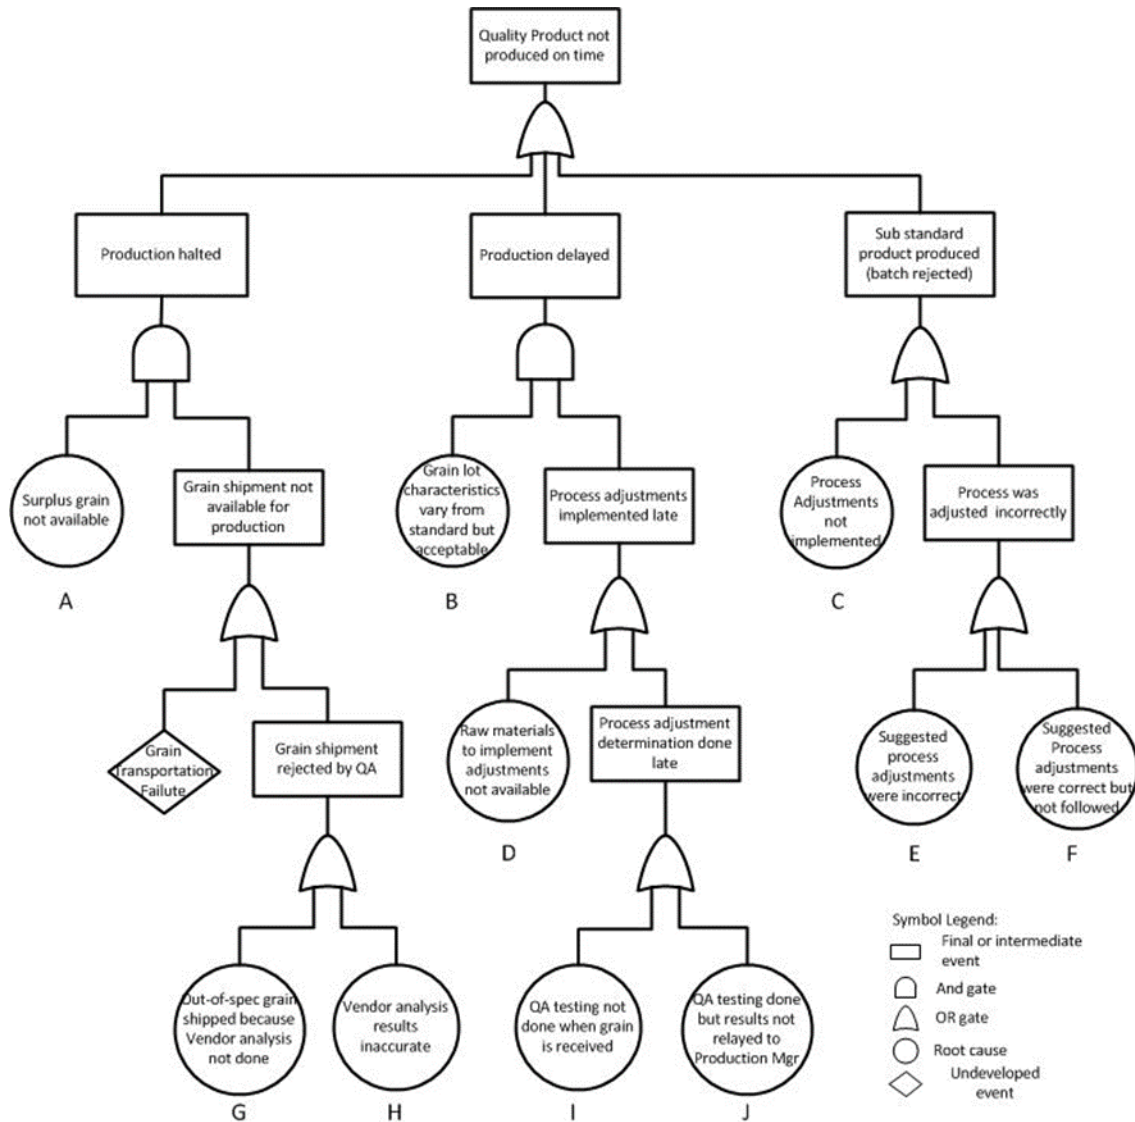 Quality Product not
produced on time
Production halted
Production delayed
Sub standard
product produced
(batch rejected)
Surplus grain
not available
A
Grain shipment not
available for
production
Grain lot
characteristics
vary from
standard but
acceptable
B
Process adjustments
implemented late
Process
Adjustments
not
implemented
C
Process was
adjusted incorrectly
Grain
Transportation
Failute
Grain shipment
rejected by QA
Raw materials
to implement
adjustments
not available
D
Process adjustment
determination done
late
Suggested
process
adjustments
were incorrect
E
Suggested
Process
adjustments
were correct but
not followed
F
Out-of-spec grain
shipped because
Vendor analysis
not done
G
Vendor analysis
results
inaccurate
H
QA testing not
done when grain
is received
I
QA testing done
but results not
relayed to
Production Mgr
J
Symbol Legend:
Final or intermediate
event
And gate
OR gate
Root cause
Undeveloped
event